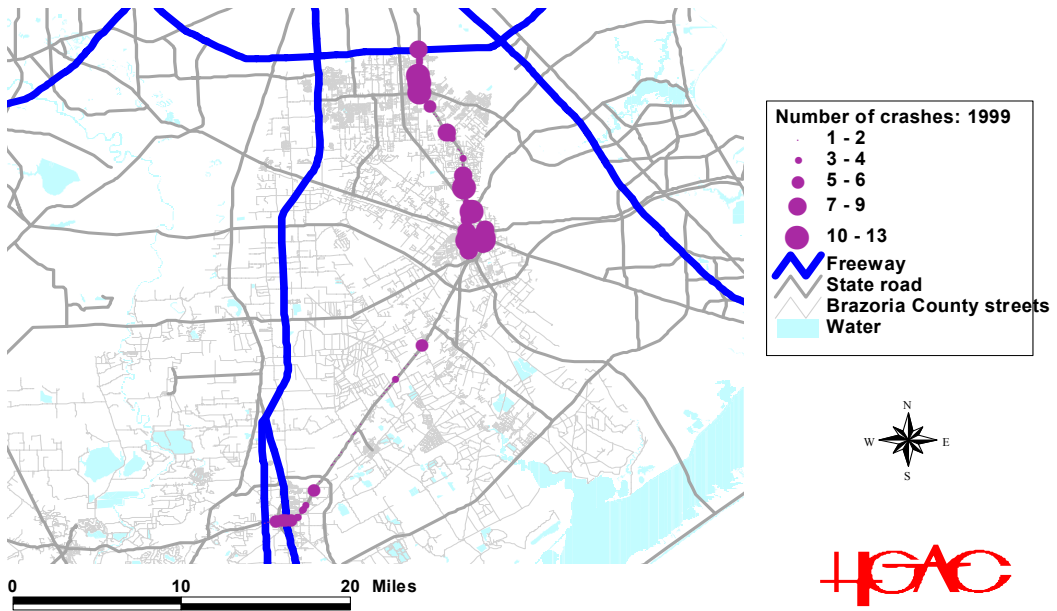 Number of crashes: 1999
1 - 2
3 - 4
5 - 6
7 - 9
10 - 13
Freeway
State road
Brazoria County streets
Water
N
W E
S
0 10 20 Miles
HGAC